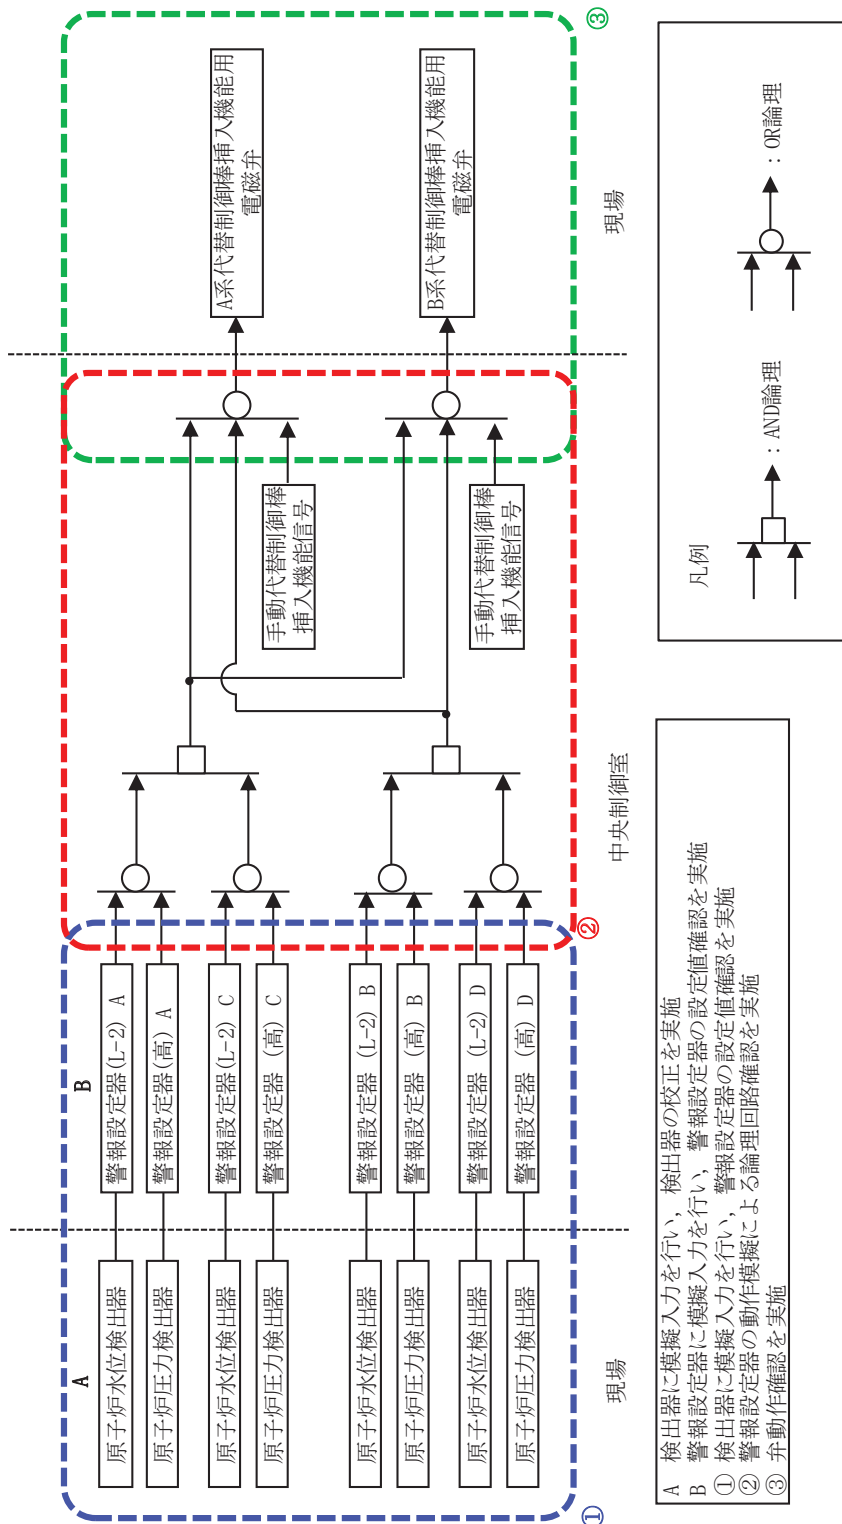 A
原子炉水位検出器
原子炉圧力検出器
原子炉水位検出器
原子炉圧力検出器
原子炉水位検出器
原子炉圧力検出器
原子炉水位検出器
原子炉圧力検出器
現場
①
B
警報設定器(L-2) A
警報設定器(高) A
警報設定器(L-2) C
警報設定器 (高) C
警報設定器 (L-2) B
警報設定器 (高) B
警報設定器 (L-2) D
警報設定器 (高) D
②
中央制御室
手動代替制御棒
挿入機能信号
手動代替制御棒
挿入機能信号
A系代替制御棒挿入機能用
電磁弁
B系代替制御棒挿入機能用
電磁弁
現場
③
A 検出器に模擬入力を行い，検出器の校正を実施
B 警報設定器に模擬入力を行い，警報設定器の設定値確認を実施
① 検出器に模擬入力を行い，警報設定器の設定値確認を実施
② 警報設定器の動作模擬による論理回路確認を実施
③ 弁動作確認を実施
凡例
：AND論理
：OR論理